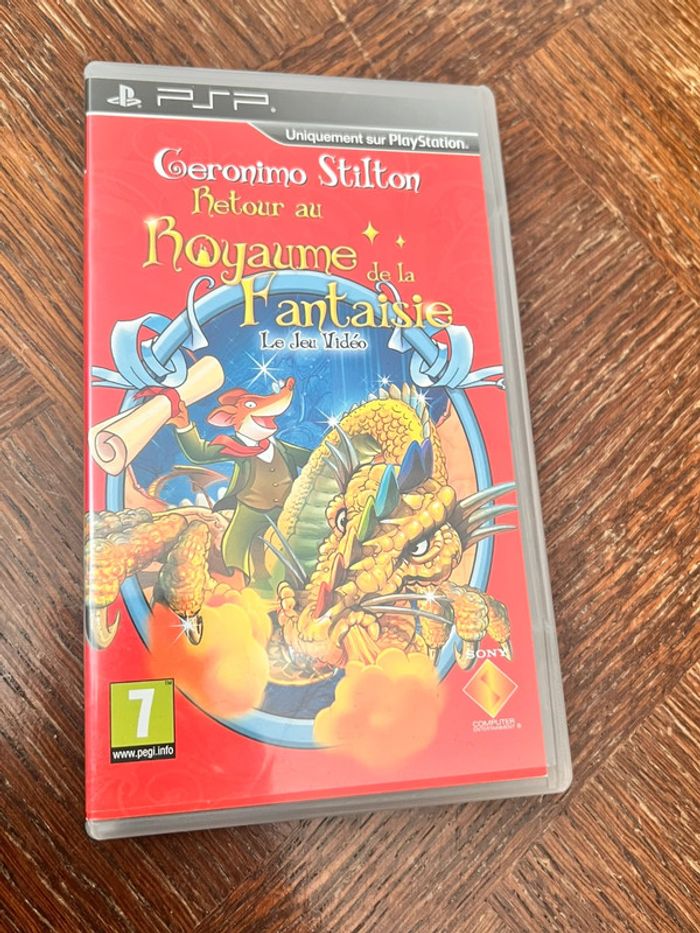 PSP
Uniquement sur PlayStation®
Geronimo Stilton
Retour au
Royaume
de la
Fantaisie
Le Jeu Vidéo
SONY
COMPUTER
ENTERTAINMENT®
7
www.pegi.info